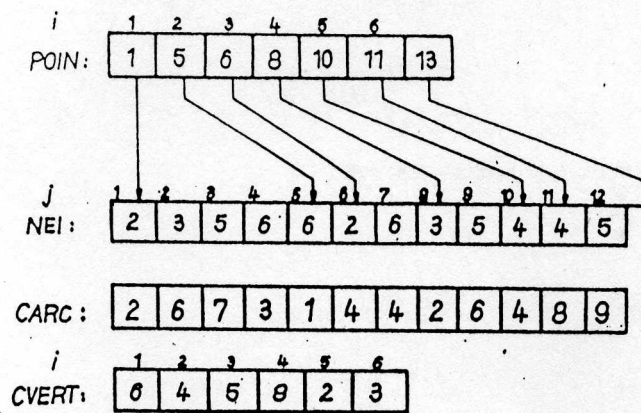 i 1 2 3 4 5 6
POIN: 1 5 6 8 10 11 13
j 1 2 3 4 5 6 7 8 9 10 11 12
NEI: 2 3 5 6 6 2 6 3 5 4 4 5
CARC: 2 6 7 3 1 4 4 2 6 4 8 9
i 1 2 3 4 5 6
CVERT: 6 4 5 8 2 3